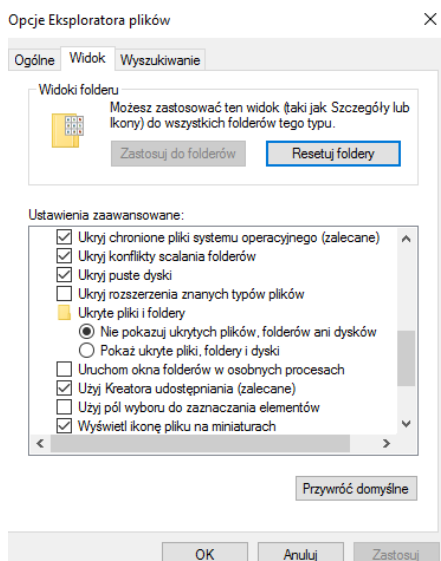 Opcje Eksploratora plików
Ogólne Widok Wyszukiwanie
Widoki folderu
Możesz zastosować ten widok (taki jak Szczegóły lub
Ikony) do wszystkich folderów tego typu.
Zastosuj do folderów Resetuj foldery
Ustawienia zaawansowane:
Ukryj chronione pliki systemu operacyjnego (zalecane)
Ukryj konflikty scalania folderów
Ukryj puste dyski
Ukryj rozszerzenia znanych typów plików
Ukryte pliki i foldery
Nie pokazuj ukrytych plików, folderów ani dysków
Pokaż ukryte pliki, foldery i dyski
Uruchom okna folderów w osobnych procesach
Użyj Kreatora udostępniania (zalecane)
Użyj pól wyboru do zaznaczania elementów
Wyświetl ikonę pliku na miniaturach
Przywróć domyślne
OK Anuluj Zastosuj